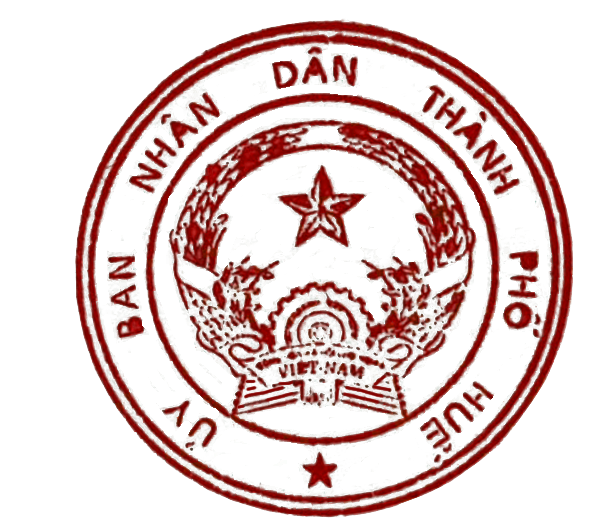 ỦY BAN NHÂN DÂN THÀNH PHỐ HUẾ
VIỆT NAM